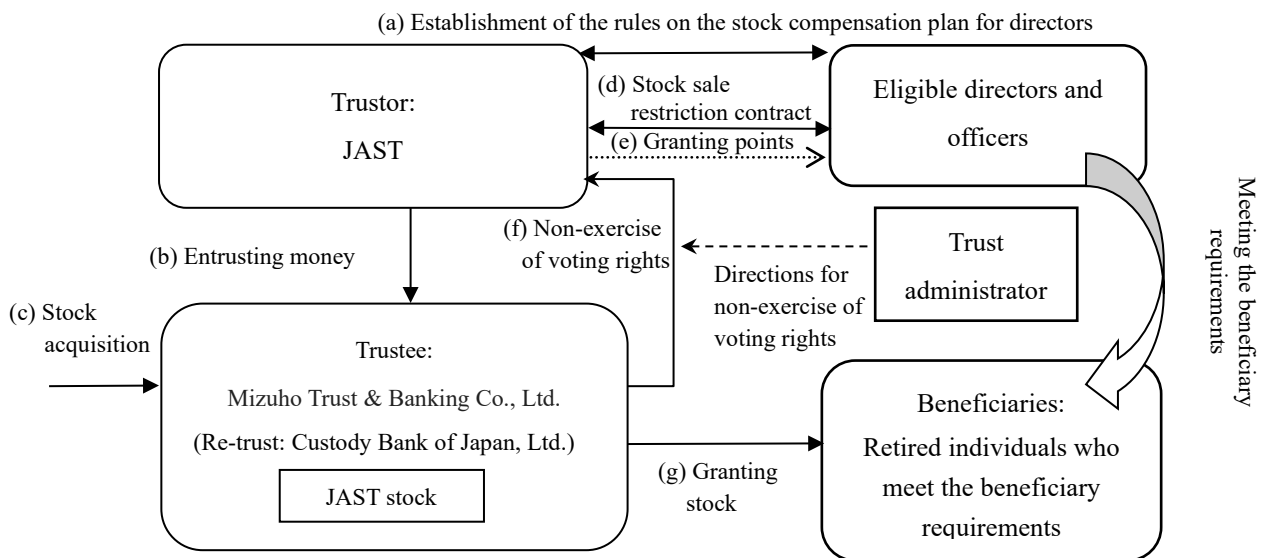 (a) Establishment of the rules on the stock compensation plan for directors
Trustor:
JAST
(d) Stock sale
restriction contract
(e) Granting points
Eligible directors and
officers
(b) Entrusting money
(f) Non-exercise
of voting rights
Directions for
non-exercise of
voting rights
Trust
administrator
Meeting the beneficiary
requirements
(c) Stock
acquisition
Trustee:
Mizuho Trust & Banking Co., Ltd.
(Re-trust: Custody Bank of Japan, Ltd.)
JAST stock
(g) Granting
stock
Beneficiaries:
Retired individuals who
meet the beneficiary
requirements